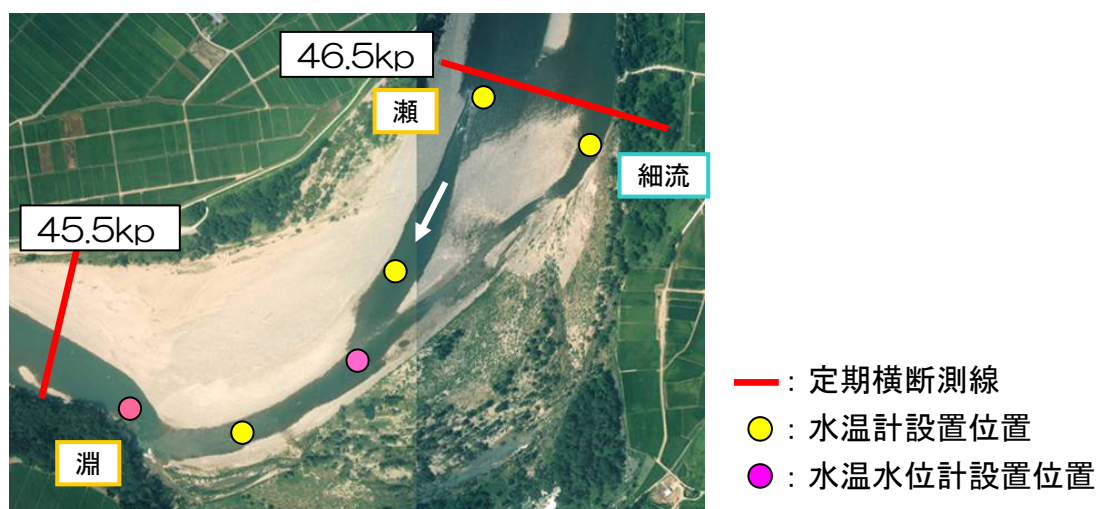 46.5kp
瀬
細流
45.5kp
淵
：定期横断測線
：水温計設置位置
：水温水位計設置位置